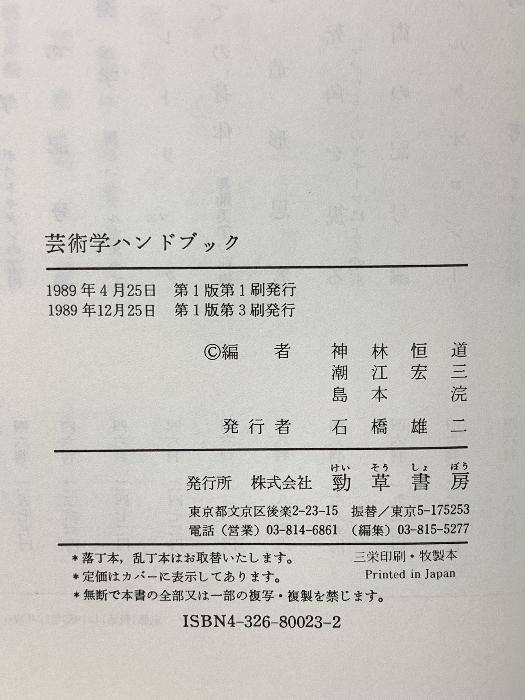 芸術学ハンドブック
1989年4月25日 第1版第1刷発行
1989年12月25日 第1版第3刷発行
©編者 神林恒道
潮江宏三
島本浣
発行者 石橋雄二
発行所 株式会社 勁草書房
けい そう しょ ぼう
東京都文京区後楽2-23-15 振替/東京5-175253
電話(営業)03-814-6861 (編集)03-815-5277
*落丁本,乱丁本はお取替いたします。 三栄印刷・牧製本
*定価はカバーに表示してあります。 Printed in Japan
*無断で本書の全部又は一部の複写・複製を禁じます。
ISBN4-326-80023-2